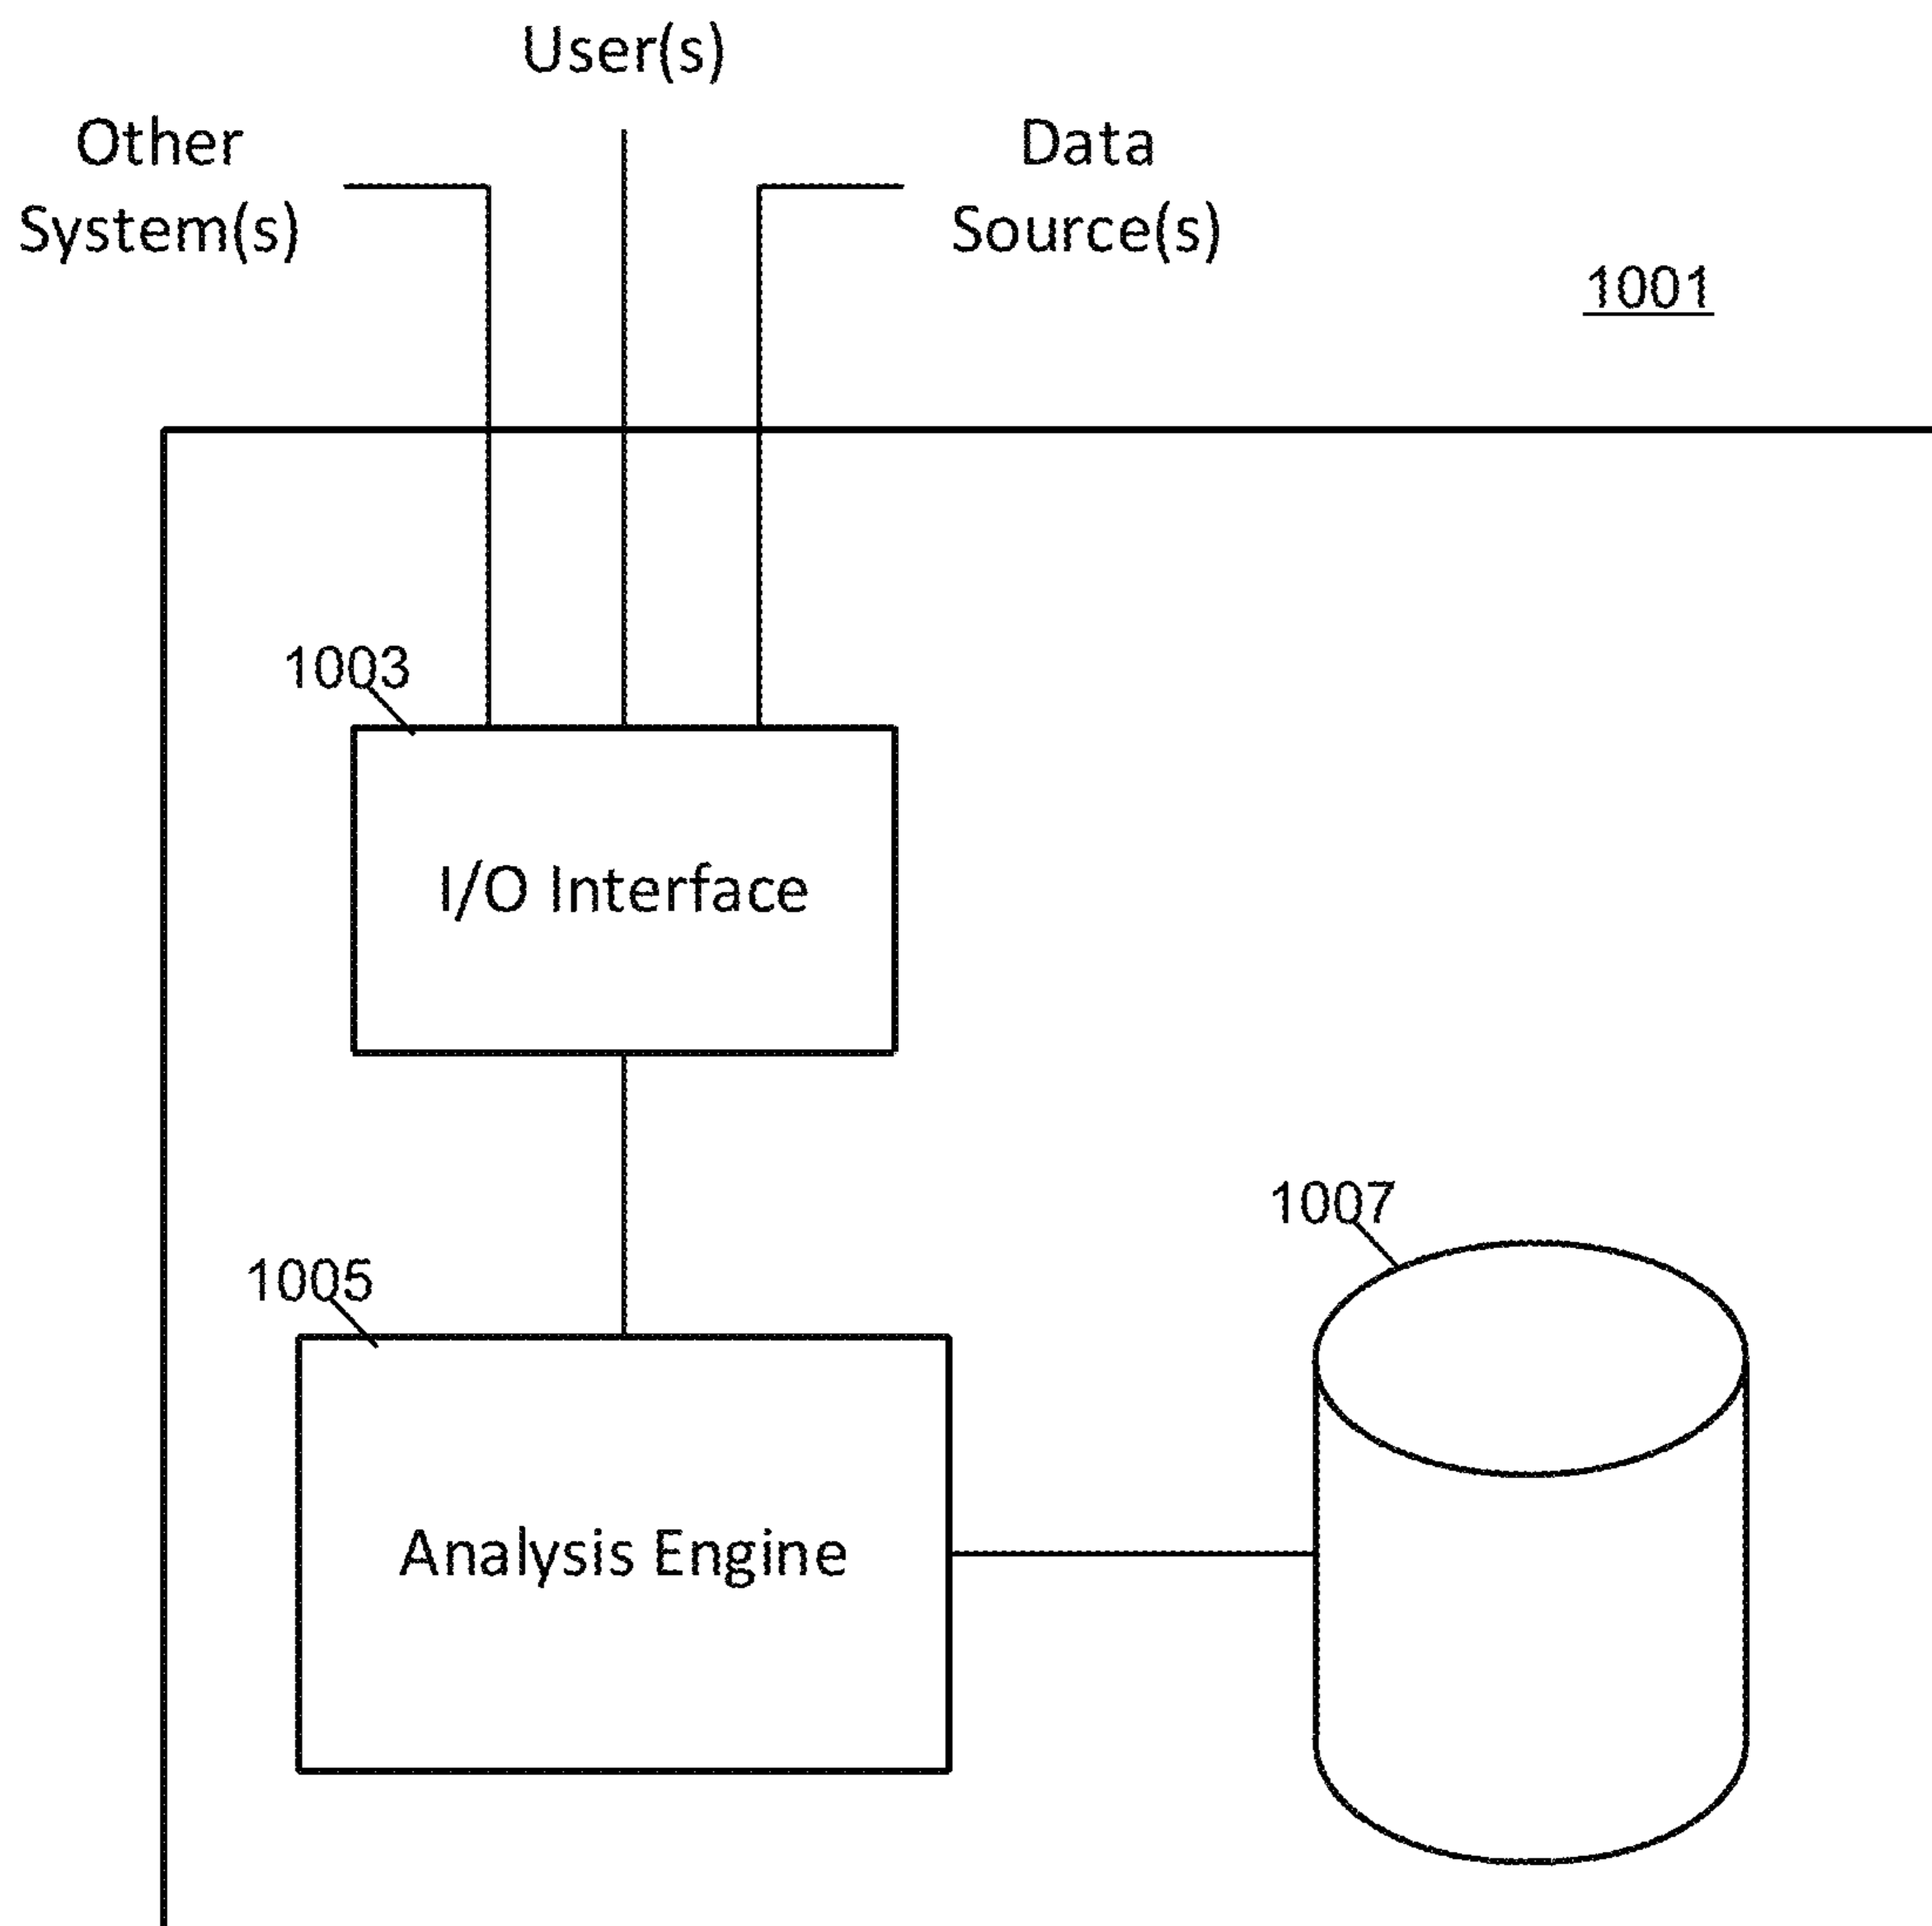 User(s)
Other
System(s)
Data
Source(s)
1001
1003
I/O Interface
1007
1005
Analysis Engine